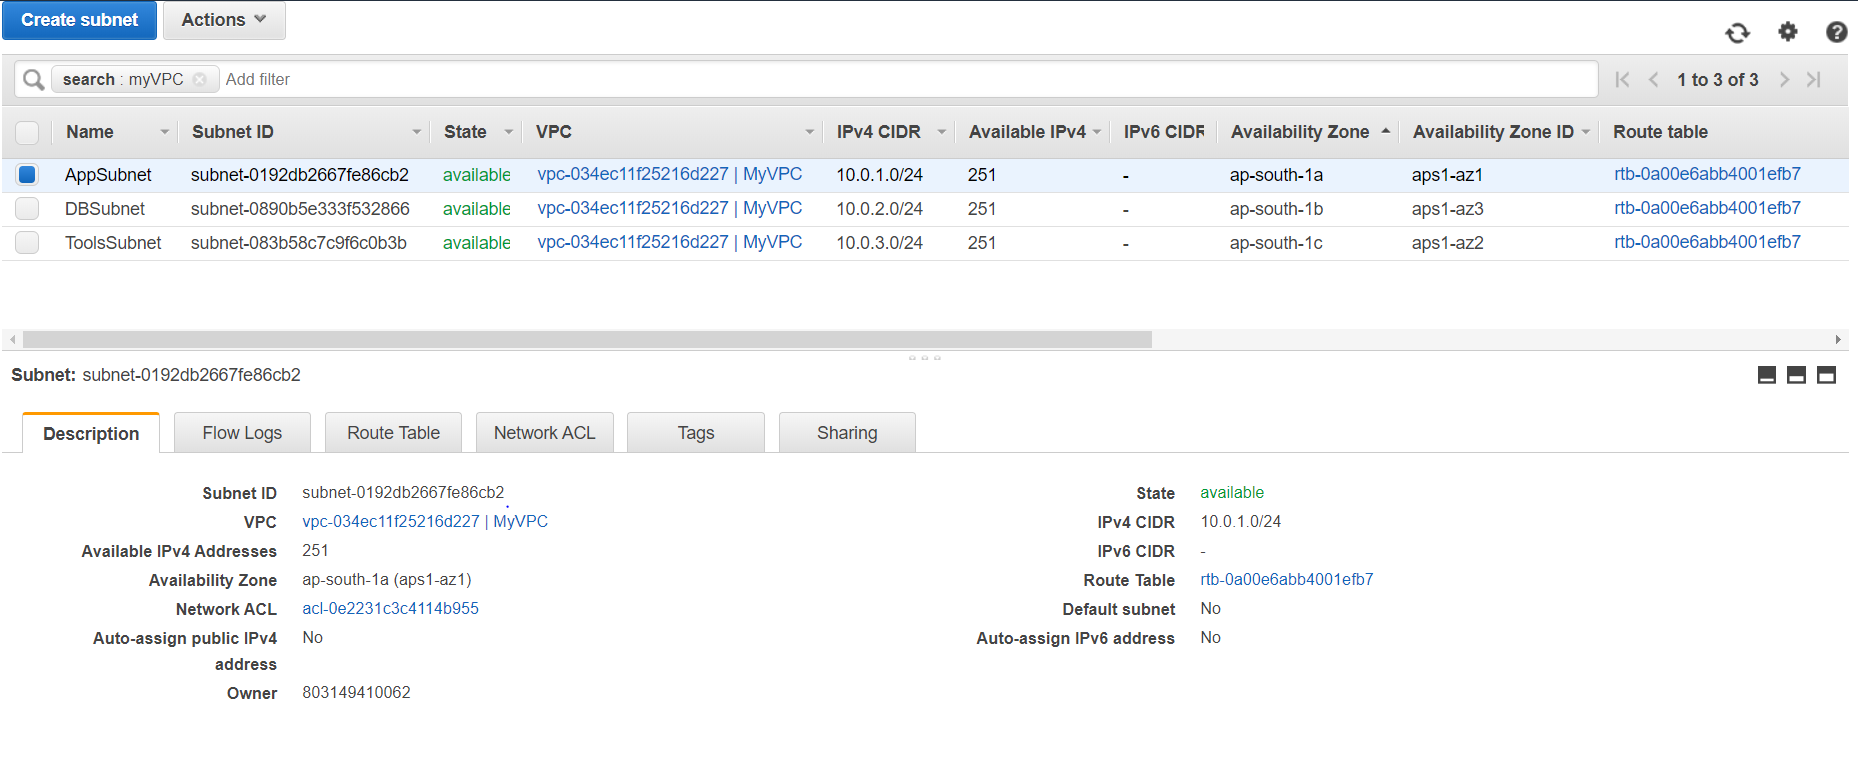 Create subnet Actions
search : myVPC Add filter 1 to 3 of 3
Name Subnet ID State VPC IPv4 CIDR Available IPv4 IPv6 CIDR Availability Zone Availability Zone ID Route table
AppSubnet subnet-0192db2667fe86cb2 available vpc-034ec11f25216d227 | MyVPC 10.0.1.0/24 251 - ap-south-1a aps1-az1 rtb-0a00e6abb4001efb7
DBSubnet subnet-0890b5e333f532866 available vpc-034ec11f25216d227 | MyVPC 10.0.2.0/24 251 - ap-south-1b aps1-az3 rtb-0a00e6abb4001efb7
ToolsSubnet subnet-083b58c7c9f6c0b3b available vpc-034ec11f25216d227 | MyVPC 10.0.3.0/24 251 - ap-south-1c aps1-az2 rtb-0a00e6abb4001efb7
Subnet: subnet-0192db2667fe86cb2
Description Flow Logs Route Table Network ACL Tags Sharing
Subnet ID subnet-0192db2667fe86cb2 State available
VPC vpc-034ec11f25216d227 | MyVPC IPv4 CIDR 10.0.1.0/24
Available IPv4 Addresses 251 IPv6 CIDR -
Availability Zone ap-south-1a (aps1-az1) Route Table rtb-0a00e6abb4001efb7
Network ACL acl-0e2231c3c4114b955 Default subnet No
Auto-assign public IPv4 No Auto-assign IPv6 address No
address
Owner 803149410062